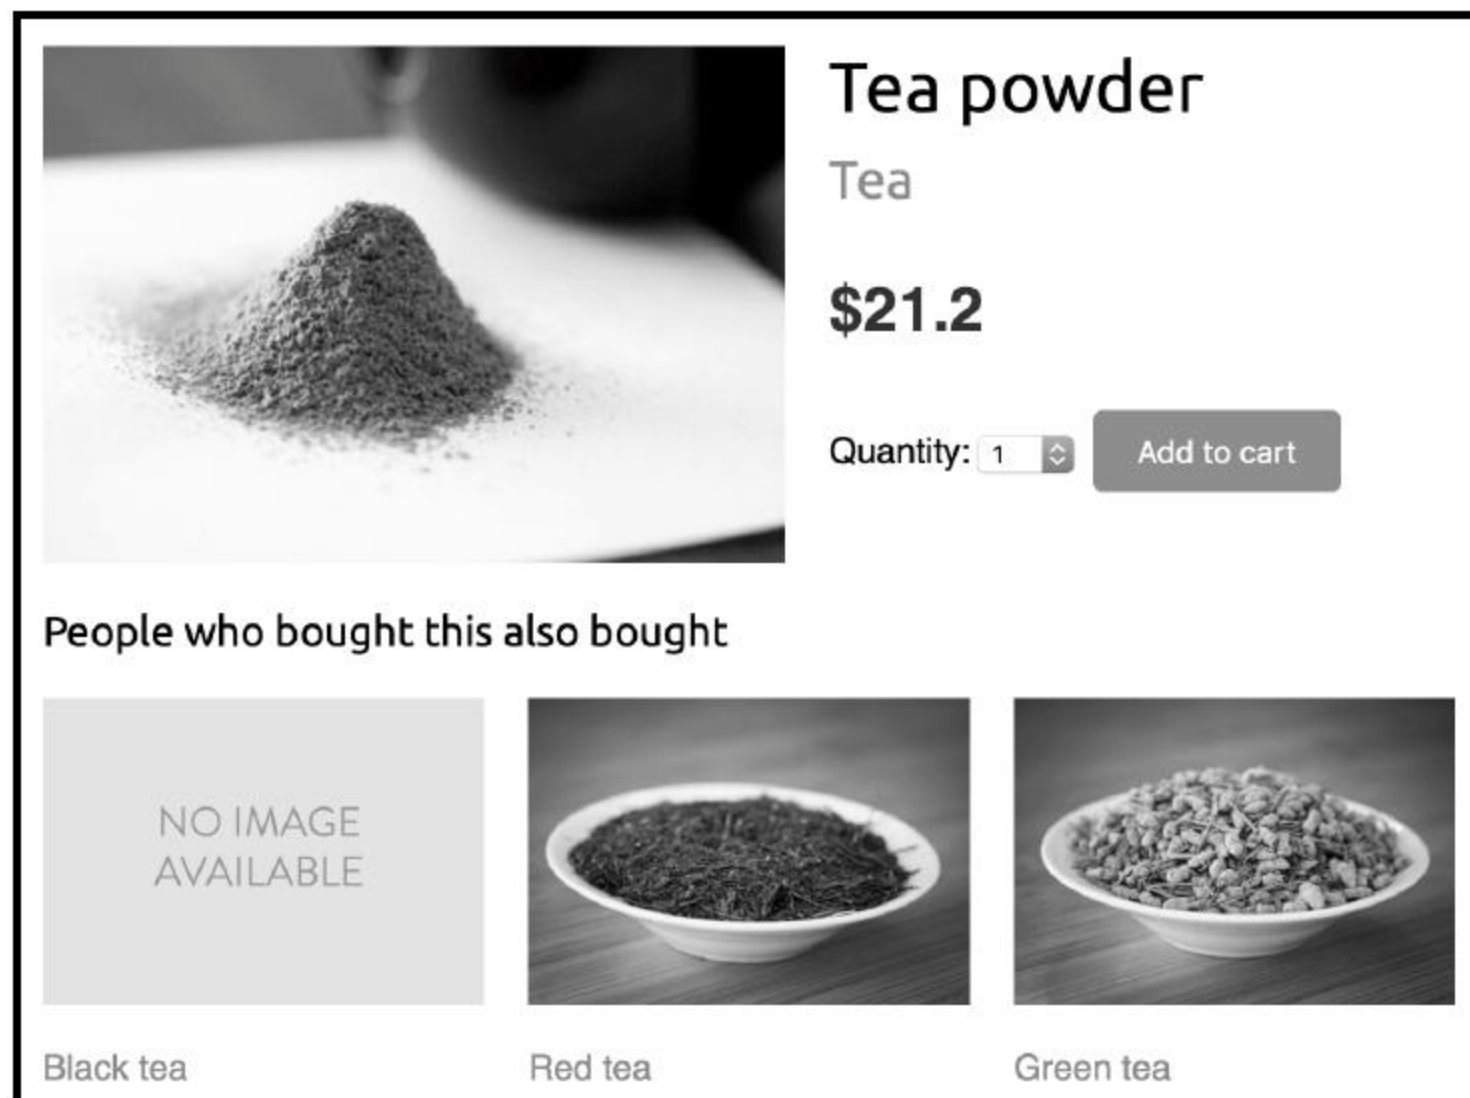 Tea powder
Tea
$21.2
Quantity: 1 Add to cart
People who bought this also bought
NO IMAGE
AVAILABLE
Black tea Red tea Green tea